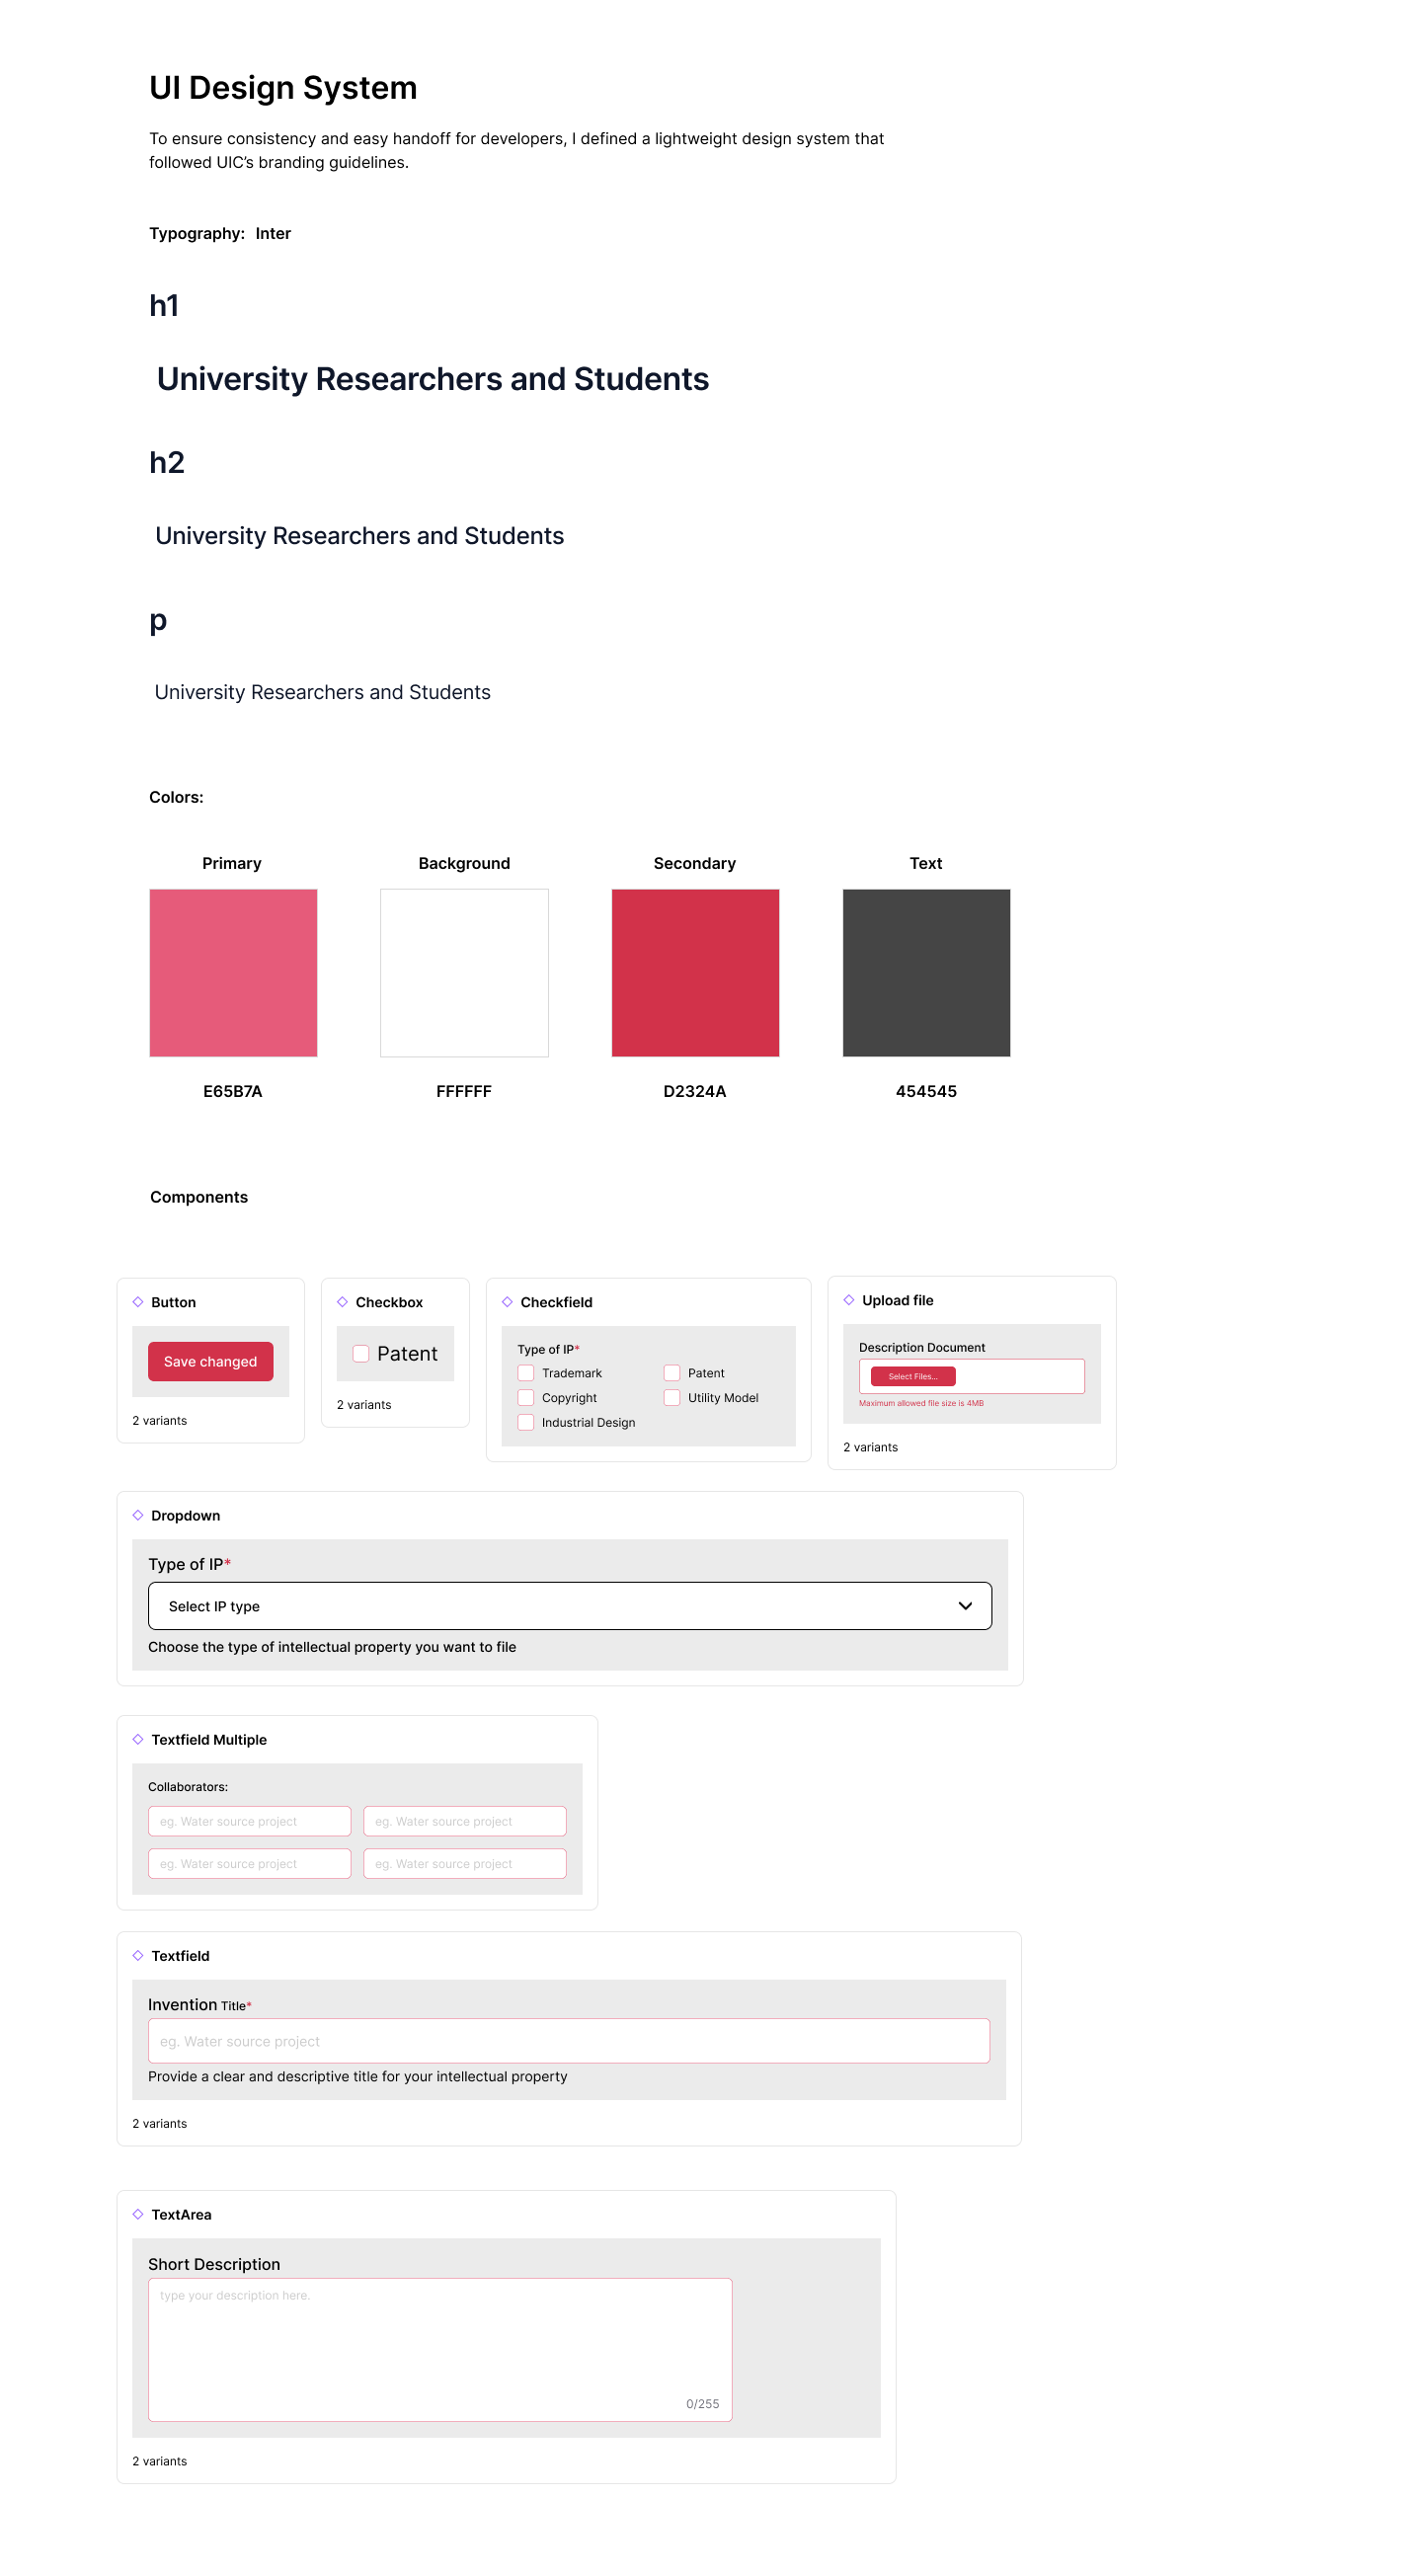 UI Design System
To ensure consistency and easy handoff for developers, I defined a lightweight design system that
followed UIC’s branding guidelines.
Typography: Inter
h1
University Researchers and Students
h2
University Researchers and Students
p
University Researchers and Students
Colors:
Primary Background Secondary Text
E65B7A FFFFFF D2324A 454545
Components
Button
Save changed
2 variants
Checkbox
Patent
2 variants
Checkfield
Type of IP*
Trademark Patent
Copyright Utility Model
Industrial Design
Upload file
Description Document
Select Files...
Maximum allowed file size is 4MB
2 variants
Dropdown
Type of IP*
Select IP type
Choose the type of intellectual property you want to file
Textfield Multiple
Collaborators:
eg. Water source project eg. Water source project
eg. Water source project eg. Water source project
Textfield
Invention Title*
eg. Water source project
Provide a clear and descriptive title for your intellectual property
2 variants
TextArea
Short Description
type your description here.
0/255
2 variants